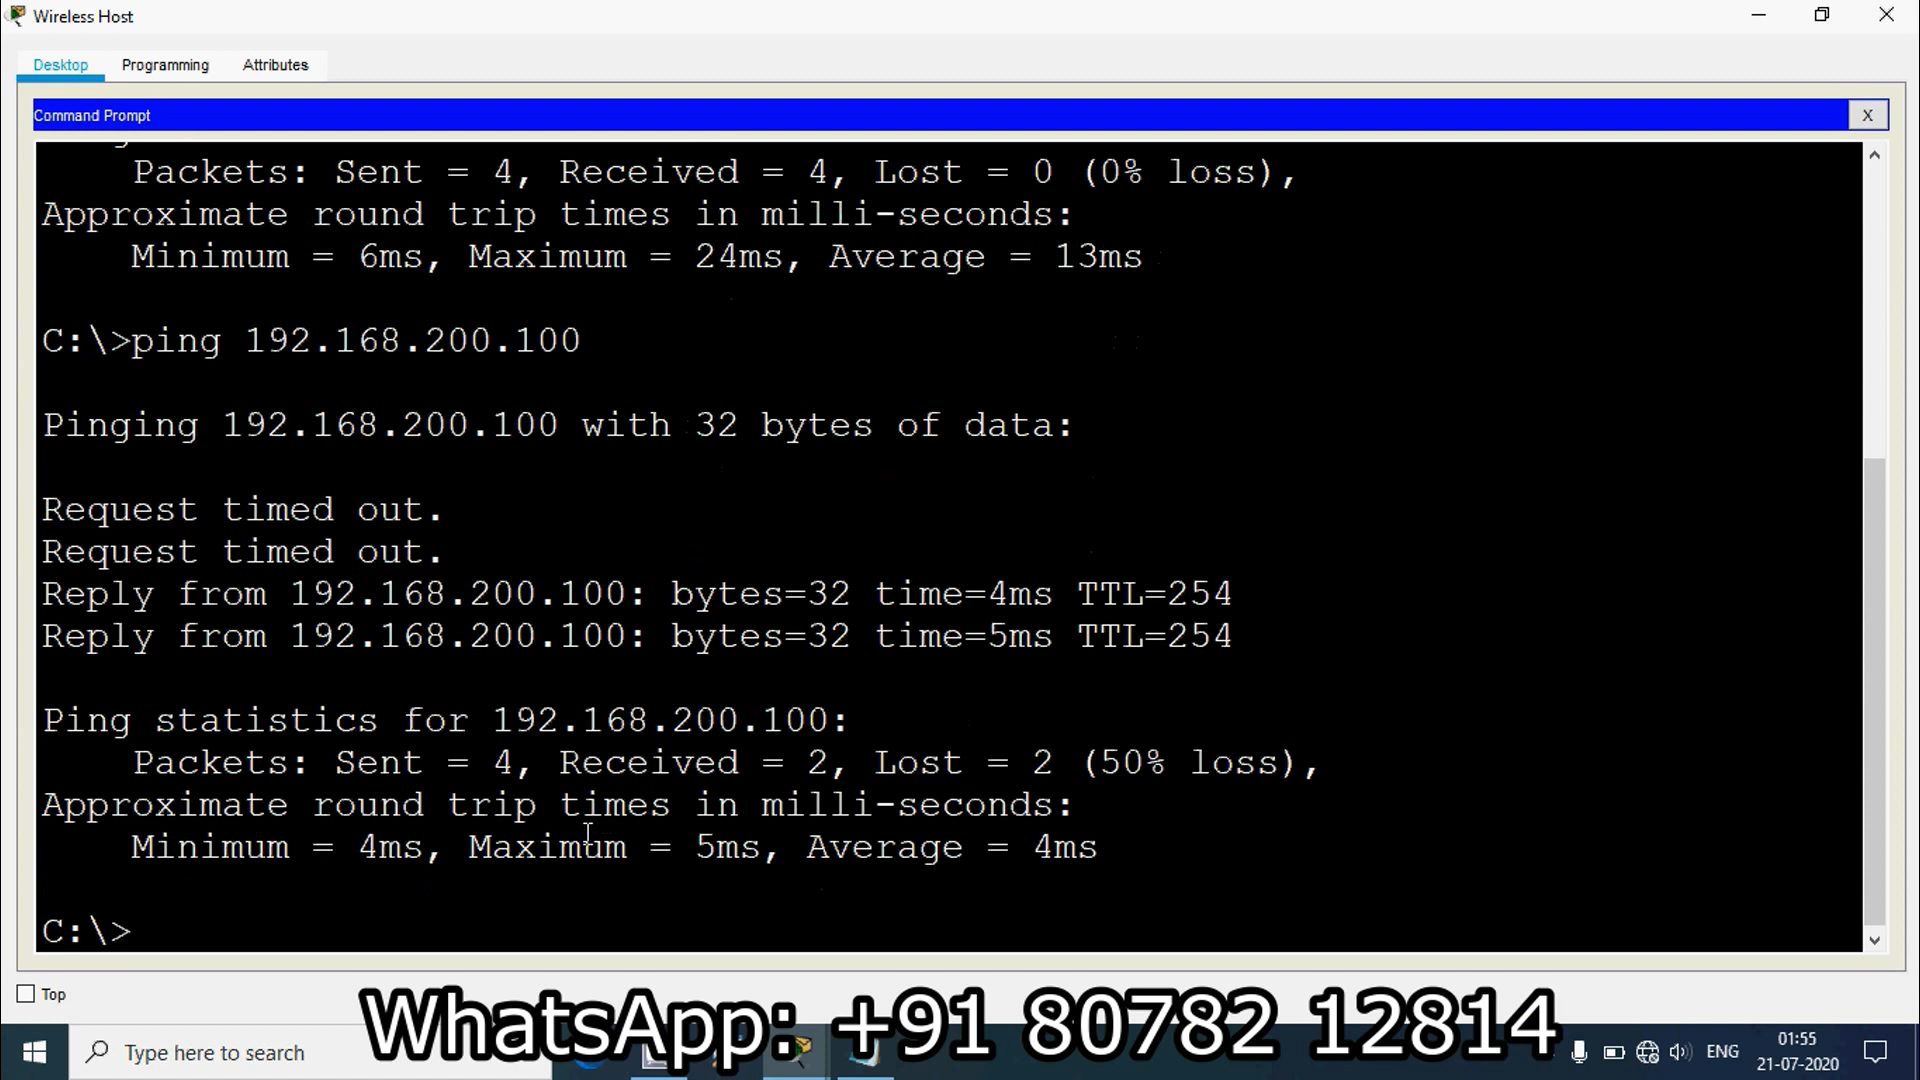 Wireless Host
Desktop Programming Attributes
Command Prompt
X
Packets: Sent = 4, Received = 4, Lost = 0 (0% loss),
Approximate round trip times in milli-seconds:
Minimum = 6ms, Maximum = 24ms, Average = 13ms
C:\>ping 192.168.200.100
Pinging 192.168.200.100 with 32 bytes of data:
Request timed out.
Request timed out.
Reply from 192.168.200.100: bytes=32 time=4ms TTL=254
Reply from 192.168.200.100: bytes=32 time=5ms TTL=254
Ping statistics for 192.168.200.100:
Packets: Sent = 4, Received = 2, Lost = 2 (50% loss),
Approximate round trip times in milli-seconds:
Minimum = 4ms, Maximum = 5ms, Average = 4ms
C:\>
Top
WhatsApp: +91 80782 12814
Type here to search
ENG
01:55
21-07-2020